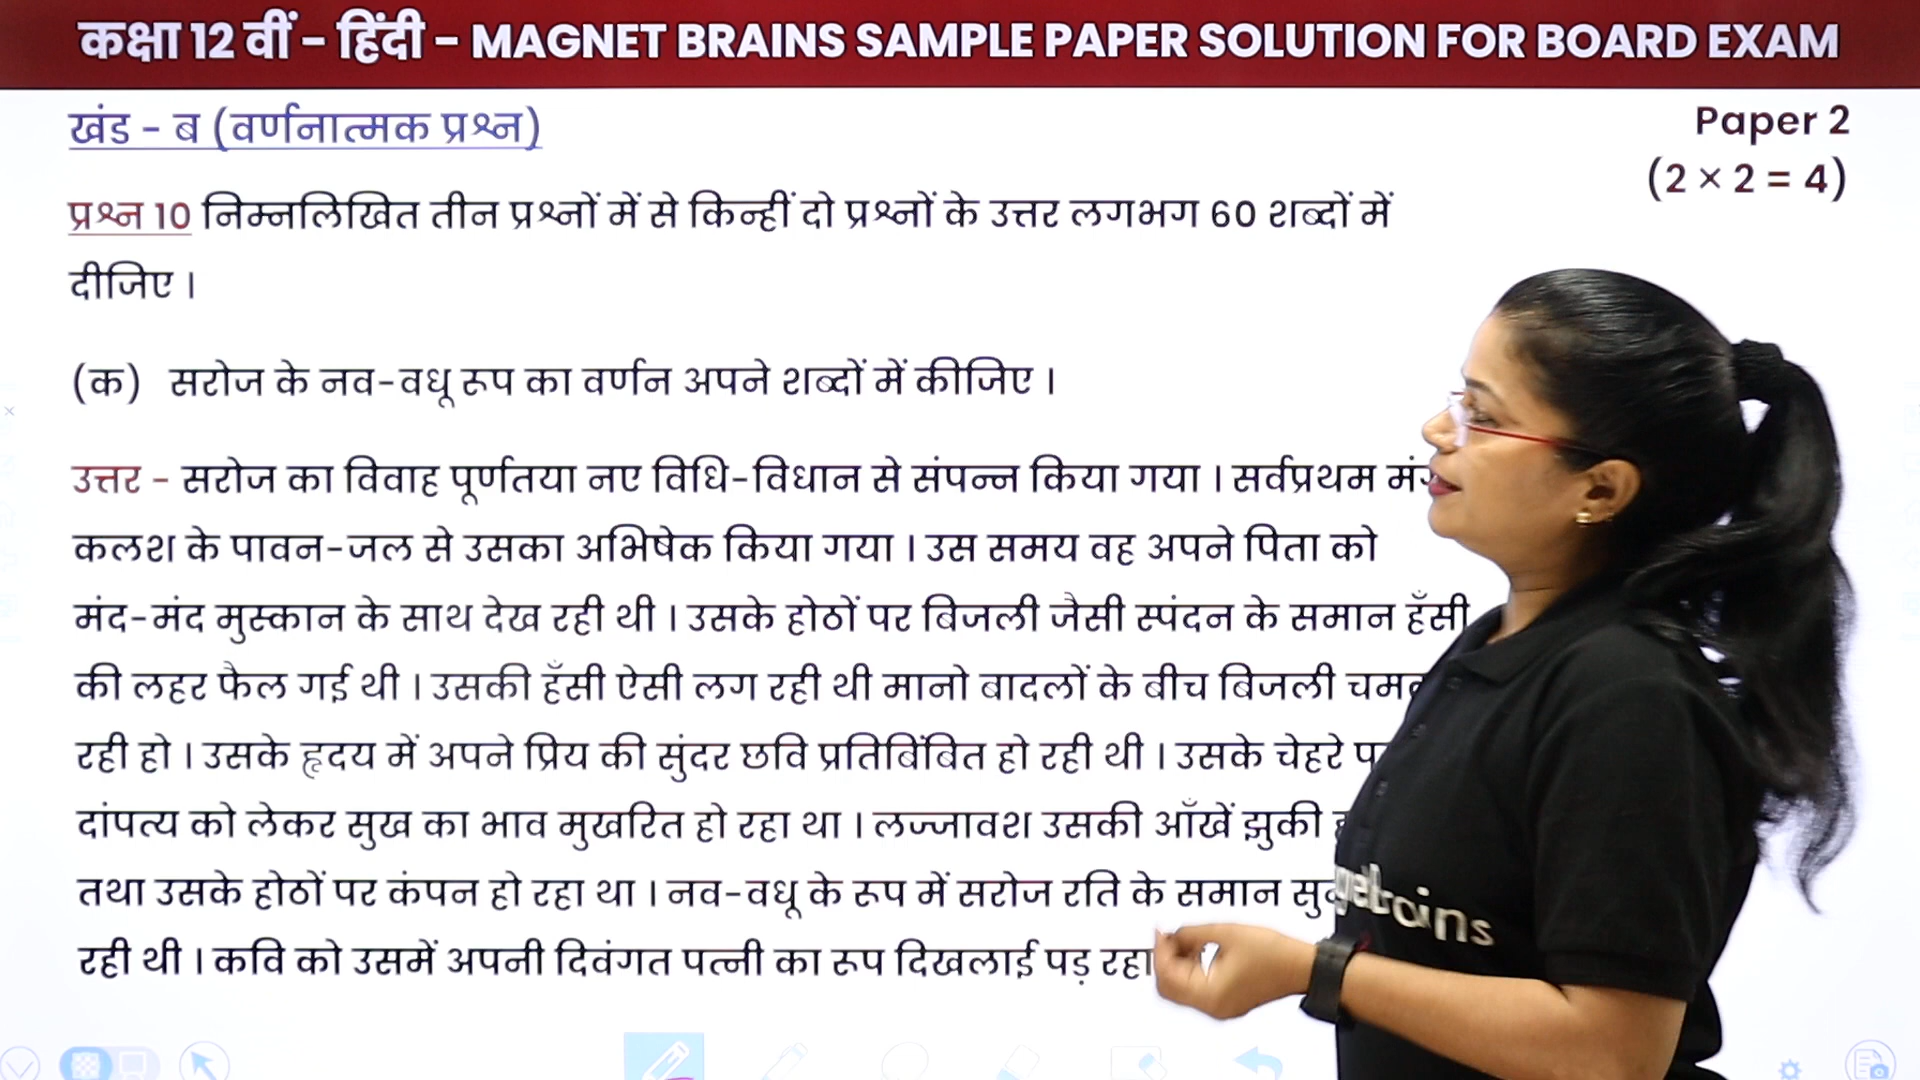 कक्षा 12 वीं - हिंदी - MAGNET BRAINS SAMPLE PAPER SOLUTION FOR BOARD EXAM
खंड - ब (वर्णनात्मक प्रश्न)
Paper 2
(2 × 2 = 4)
प्रश्न 10 निम्नलिखित तीन प्रश्नों में से किन्हीं दो प्रश्नों के उत्तर लगभग 60 शब्दों में
दीजिए ।
(क) सरोज के नव-वधू रूप का वर्णन अपने शब्दों में कीजिए ।
उत्तर - सरोज का विवाह पूर्णतया नए विधि-विधान से संपन्न किया गया । सर्वप्रथम
कलश के पावन-जल से उसका अभिषेक किया गया । उस समय वह अपने पिता को
मंद-मंद मुस्कान के साथ देख रही थी । उसके होठों पर बिजली जैसी स्पंदन के समान हँसी
की लहर फैल गई थी । उसकी हँसी ऐसी लग रही थी मानो बादलों के बीच बिजली
रही हो । उसके हृदय में अपने प्रिय की सुंदर छवि प्रतिबिंबित हो रही थी । उसके चेहरे
दांपत्य को लेकर सुख का भाव मुखरित हो रहा था । लज्जावश उसकी आँखें झुकी
तथा उसके होठों पर कंपन हो रहा था । नव-वधू के रूप में सरोज रति के समान
रही थी । कवि को उसमें अपनी दिवंगत पत्नी का रूप दिखलाई पड़ रहा